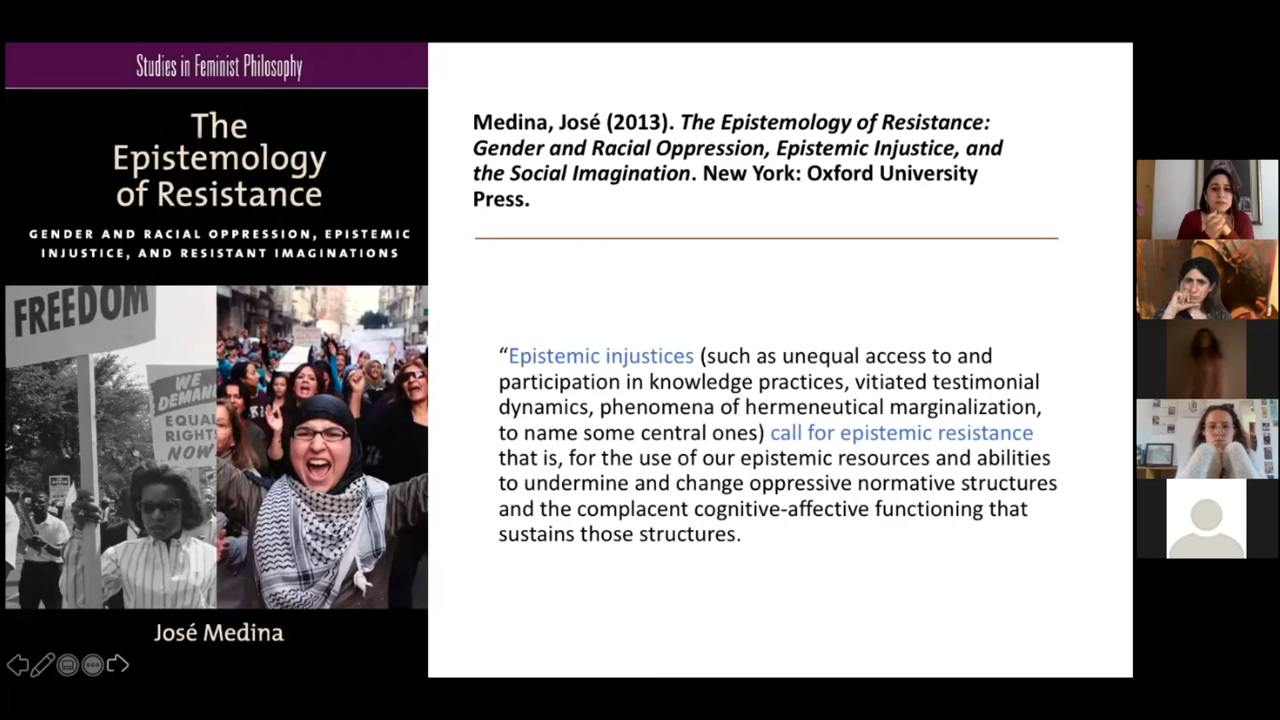 Studies in Feminist Philosophy
The
Epistemology
of Resistance
GENDER AND RACIAL OPPRESSION, EPISTEMIC
INJUSTICE, AND RESISTANT IMAGINATIONS
FREEDOM
WE
DEMAND
EQUAL
RIGHTS
NOW
José Medina
Medina, José (2013). The Epistemology of Resistance:
Gender and Racial Oppression, Epistemic Injustice, and
the Social Imagination. New York: Oxford University
Press.
“Epistemic injustices (such as unequal access to and
participation in knowledge practices, vitiated testimonial
dynamics, phenomena of hermeneutical marginalization,
to name some central ones) call for epistemic resistance
that is, for the use of our epistemic resources and abilities
to undermine and change oppressive normative structures
and the complacent cognitive-affective functioning that
sustains those structures.